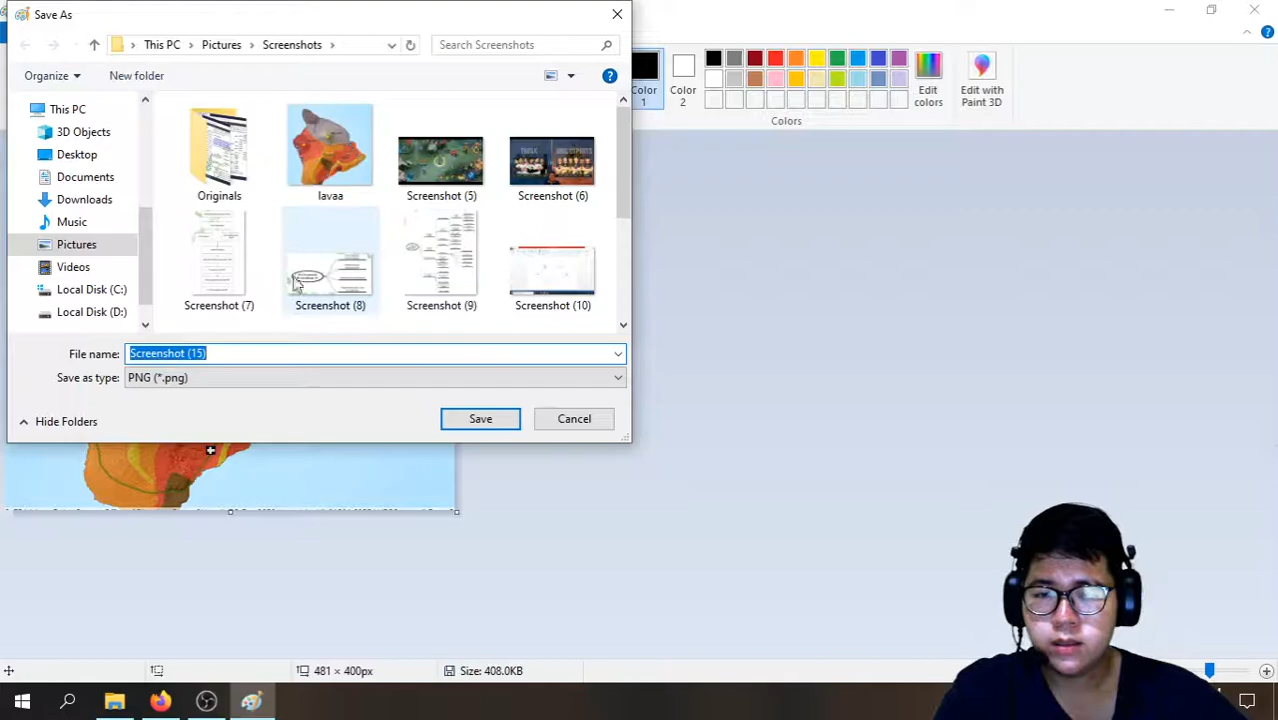 Save As
This PC
Pictures
Screenshots
Search Screenshots
Organize
New folder
This PC
3D Objects
Desktop
Documents
Downloads
Music
Pictures
Videos
Local Disk (C:)
Local Disk (D:)
Originals
lavaa
Screenshot (5)
Screenshot (6)
Screenshot (7)
Screenshot (8)
Screenshot (9)
Screenshot (10)
File name:
Screenshot (15)
Save as type:
PNG (*.png)
Hide Folders
Save
Cancel
Color 1
Color 2
Edit colors
Edit with Paint 3D
Colors
481 × 400px
Size: 408.0KB